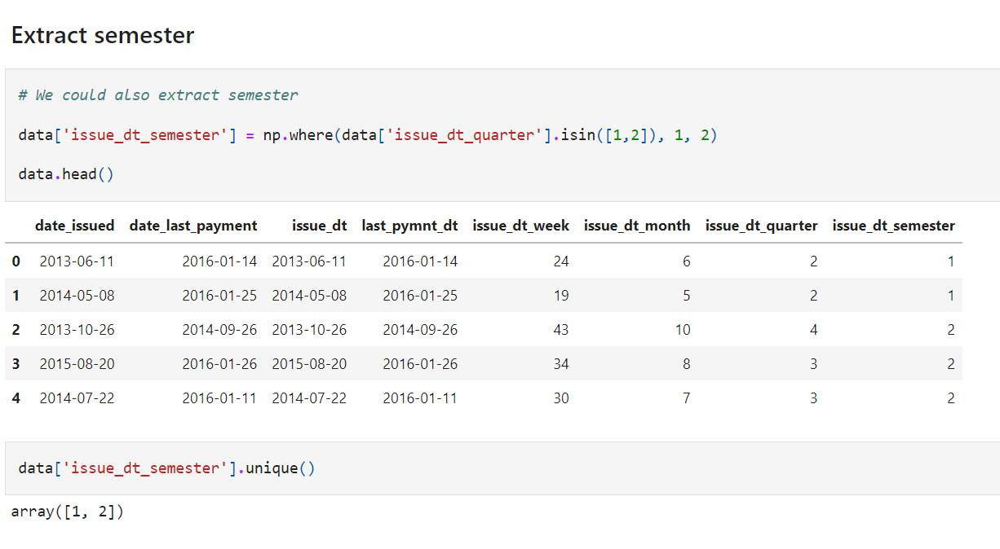 Extract semester
# We could also extract semester
data['issue_dt_semester'] = np.where(data['issue_dt_quarter'].isin([1,2]), 1, 2)
data.head()
date_issued date_last_payment issue_dt last_pymnt_dt issue_dt_week issue_dt_month issue_dt_quarter issue_dt_semester
0 2013-06-11 2016-01-14 2013-06-11 2016-01-14 24 6 2 1
1 2014-05-08 2016-01-25 2014-05-08 2016-01-25 19 5 2 1
2 2013-10-26 2014-09-26 2013-10-26 2014-09-26 43 10 4 2
3 2015-08-20 2016-01-26 2015-08-20 2016-01-26 34 8 3 2
4 2014-07-22 2016-01-11 2014-07-22 2016-01-11 30 7 3 2
data['issue_dt_semester'].unique()
array([1, 2])